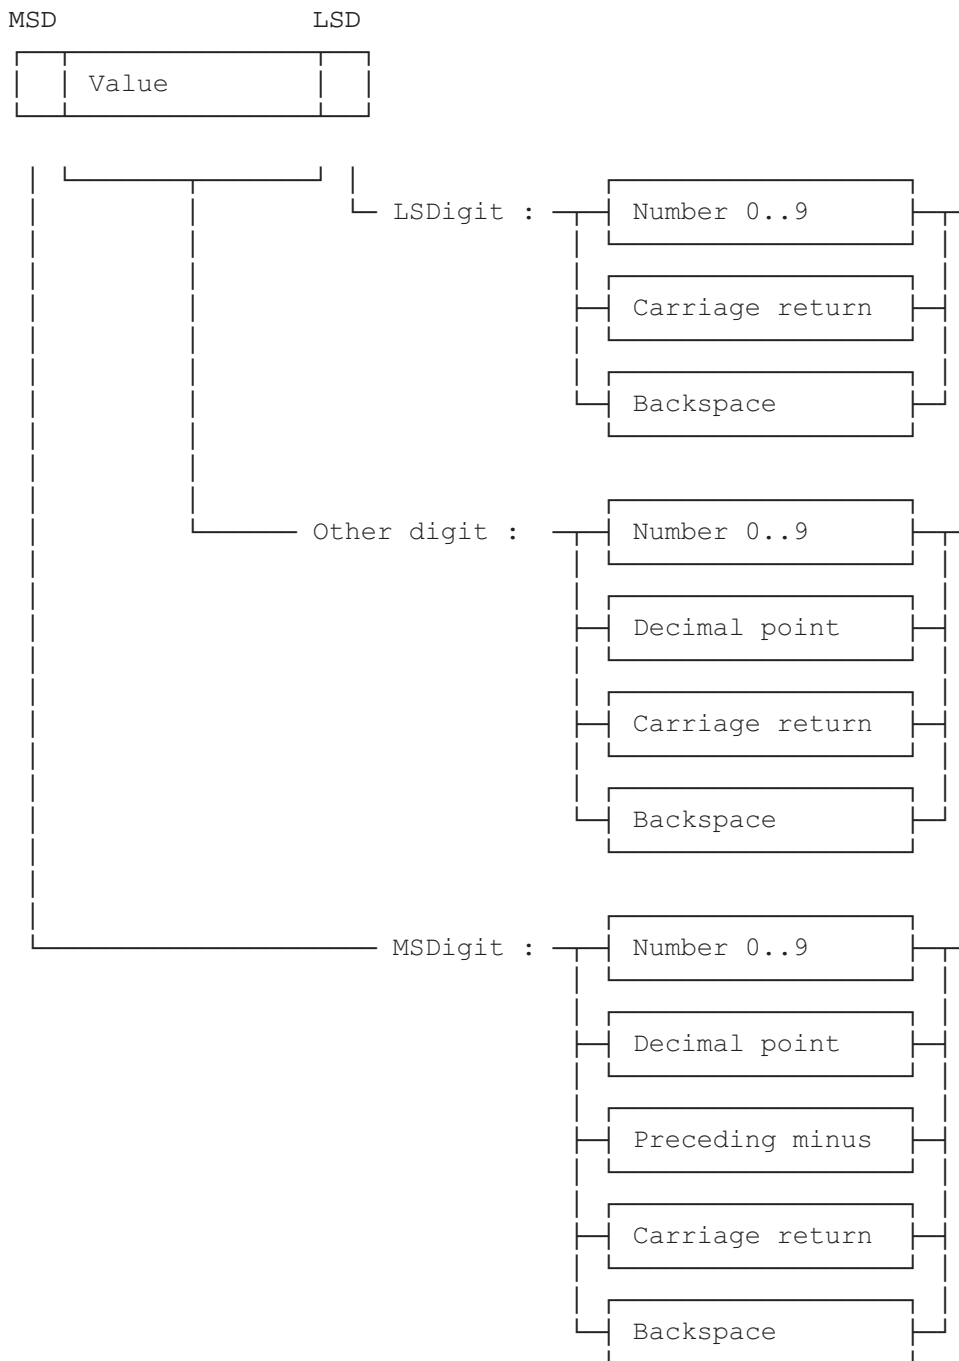 MSD LSD
Value
LSDigit : Number 0..9
Carriage return
Backspace
Other digit : Number 0..9
Decimal point
Carriage return
Backspace
MSDigit : Number 0..9
Decimal point
Preceding minus
Carriage return
Backspace